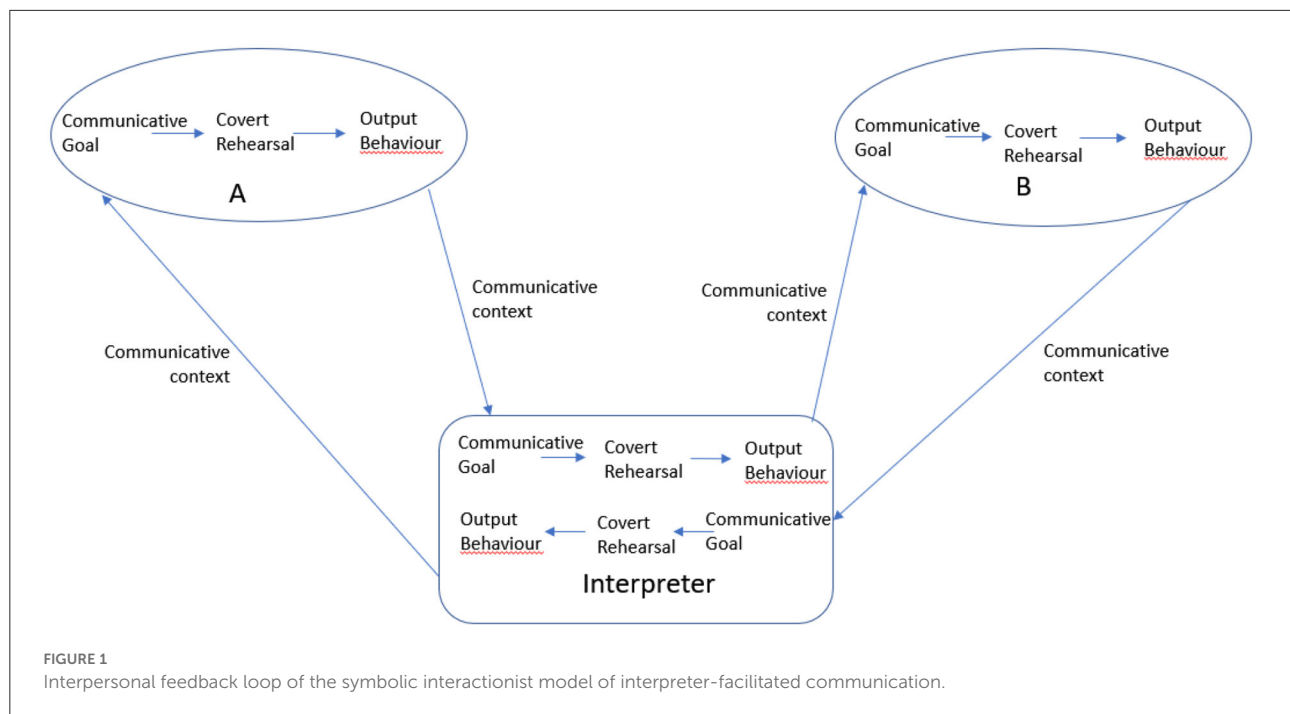 Communicative
Goal
Covert
Rehearsal
Output
Behaviour
A
Communicative
Goal
Covert
Rehearsal
Output
Behaviour
B
Communicative
context
Communicative
context
Communicative
context
Communicative
context
Communicative
Goal
Covert
Rehearsal
Output
Behaviour
Output
Behaviour
Covert
Rehearsal
Communicative
Goal
Interpreter
FIGURE 1
Interpersonal feedback loop of the symbolic interactionist model of interpreter-facilitated communication.